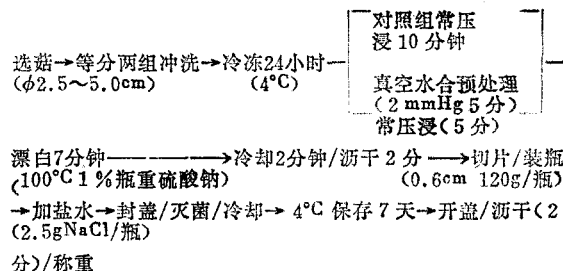 对照组常压
浸10分钟
选菇→等分两组冲洗→冷冻24小时
(φ2.5～5.0cm) (4°C)
真空水合预处理
(2mmHg 5分)
常压浸(5分)
漂白7分钟→冷却2分钟/沥干2分→切片/装瓶
(100°C 1%瓶重硫酸钠) (0.6cm 120g/瓶)
→加盐水→封盖/灭菌/冷却→4°C 保存7天→开盖/沥干(2
(2.5gNaCl/瓶)
分)/称重